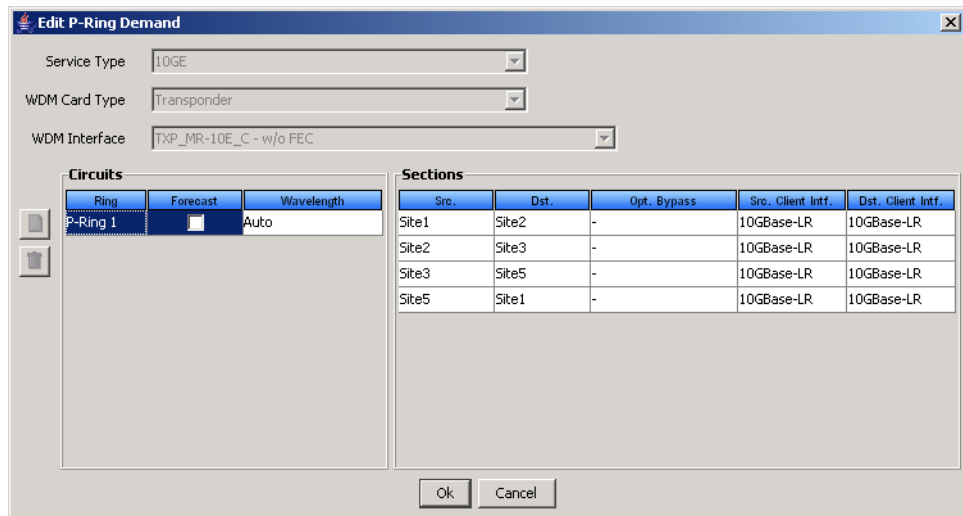 Edit P-Ring Demand
Service Type 10GE
WDM Card Type Transponder
WDM Interface TXP_MR-10E_C - w/o FEC
Circuits
Ring Forecast Wavelength
P-Ring 1 Auto
Sections
Src. Dst. Opt. Bypass Src. Client Intf. Dst. Client Intf.
Site1 Site2 - 10GBase-LR 10GBase-LR
Site2 Site3 - 10GBase-LR 10GBase-LR
Site3 Site5 - 10GBase-LR 10GBase-LR
Site5 Site1 - 10GBase-LR 10GBase-LR
Ok Cancel